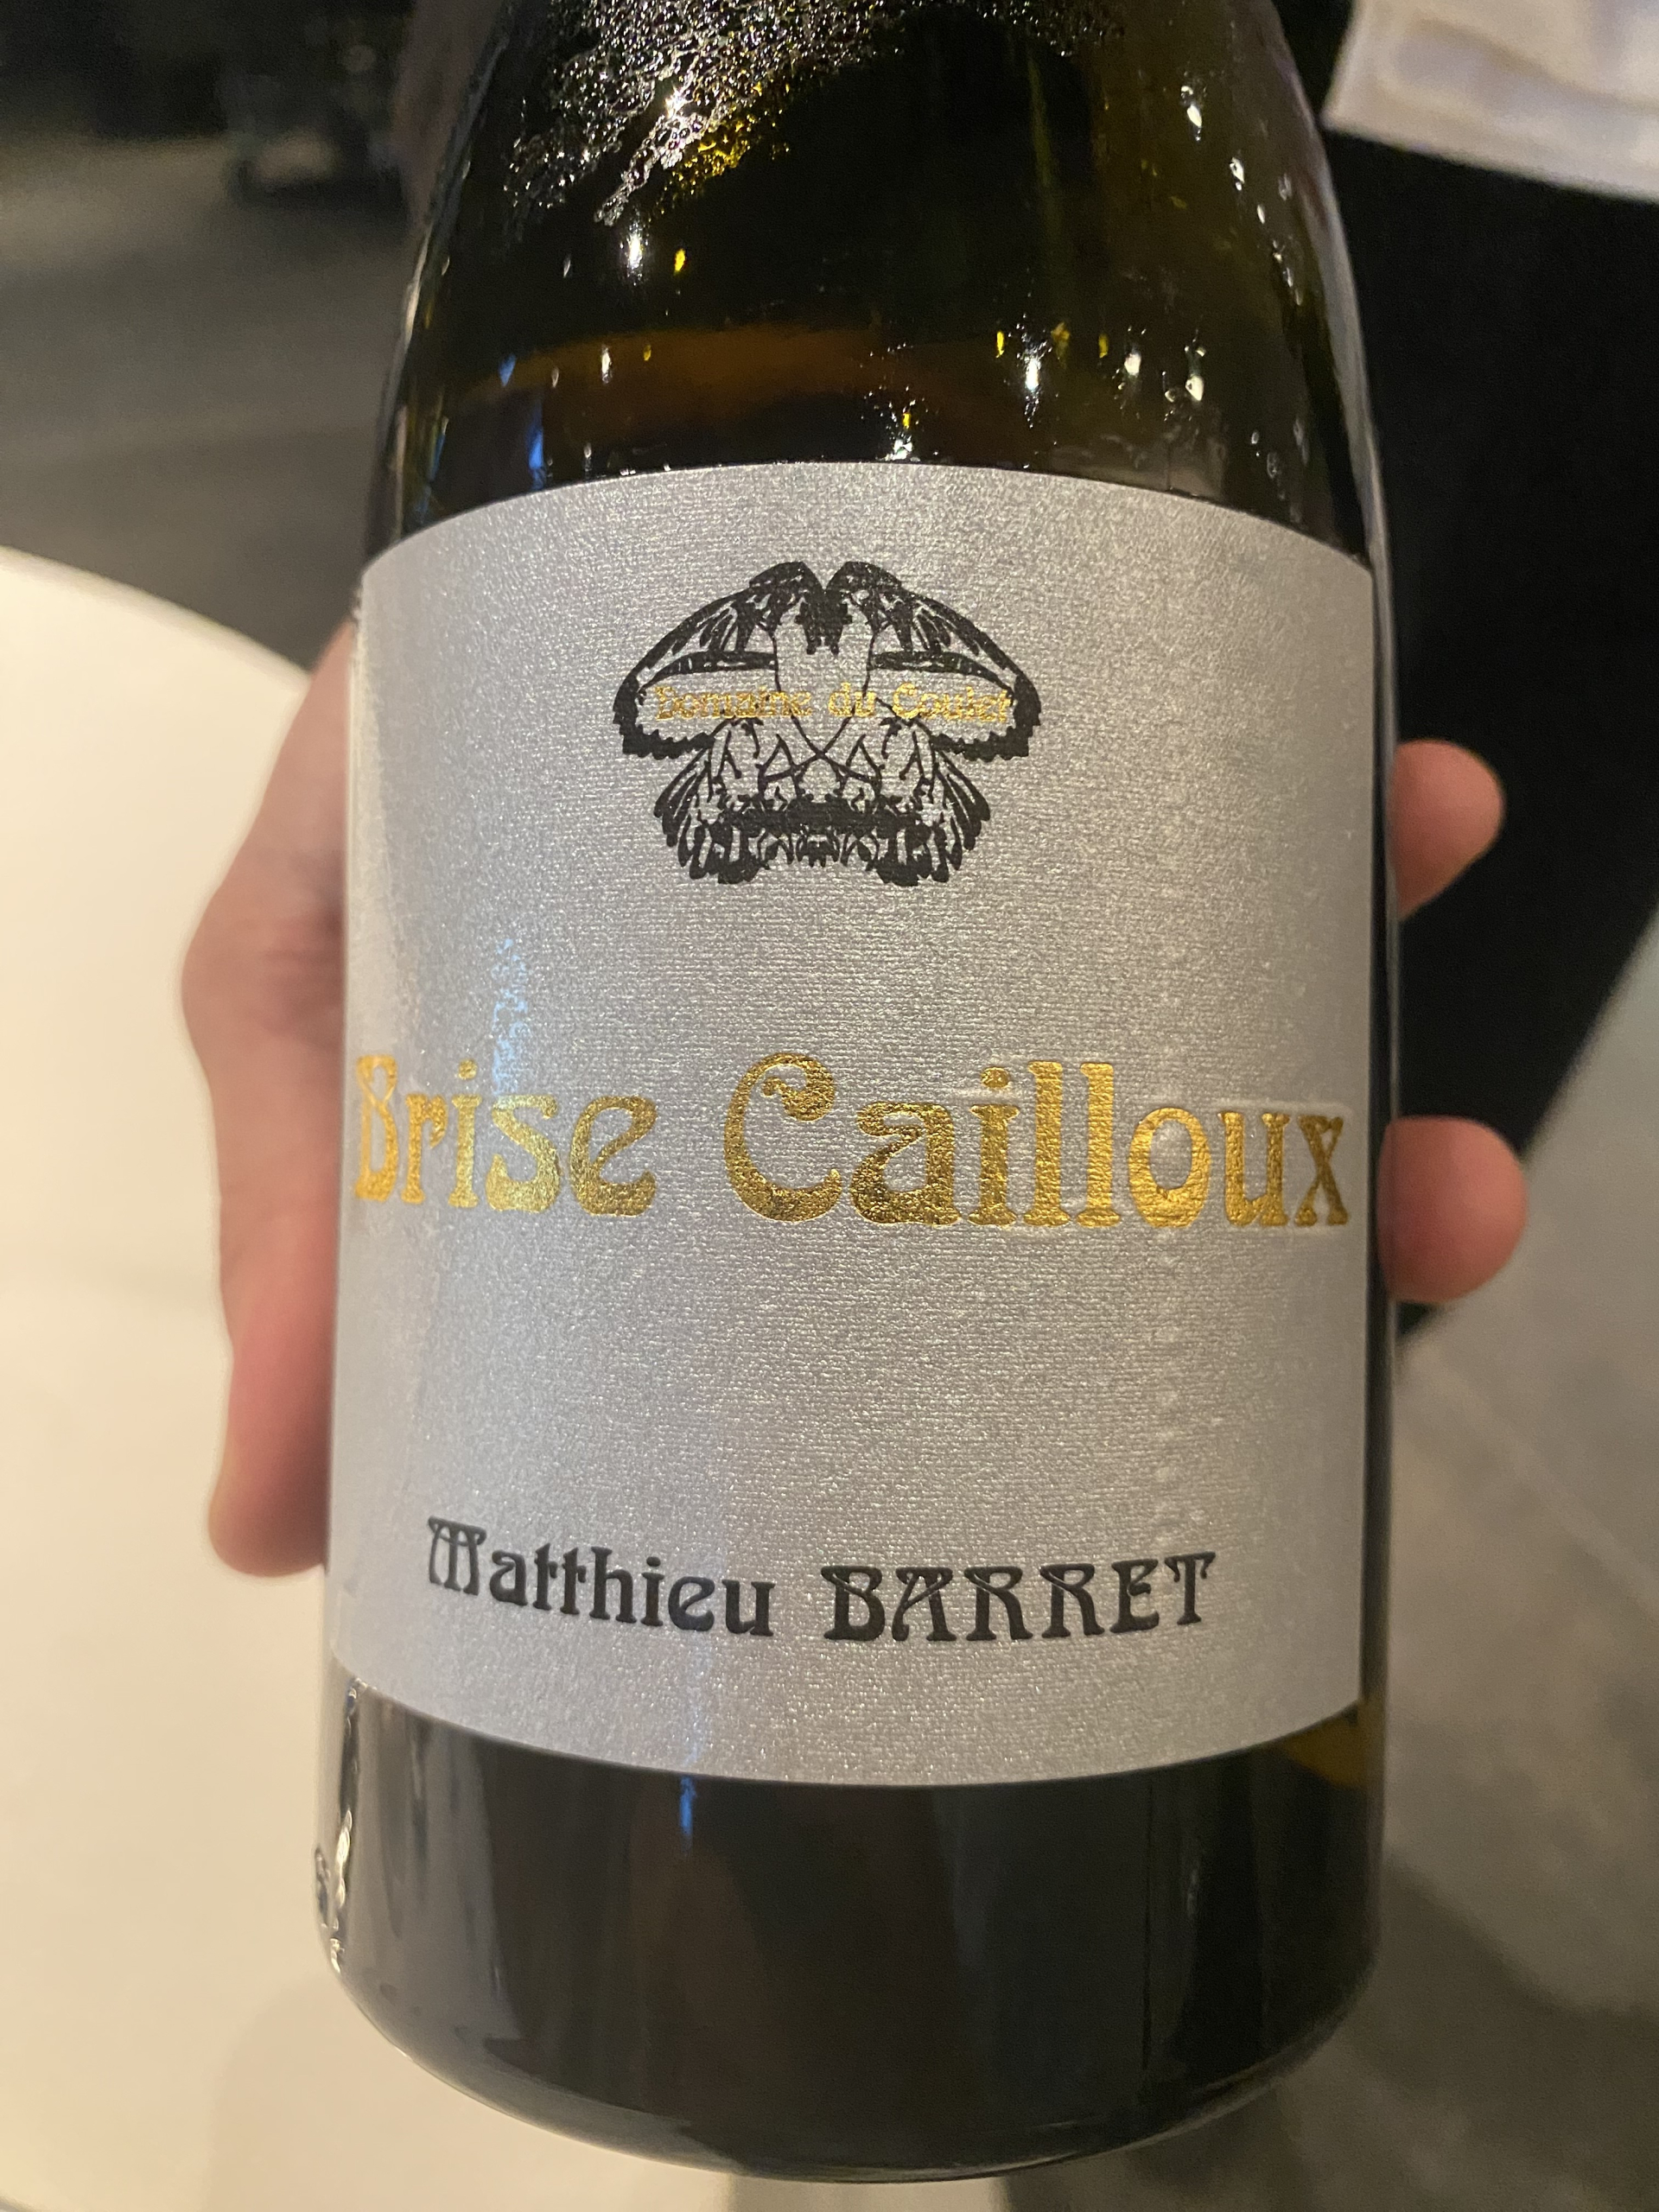 Domaine du Coulet
Brise Cailloux
Matthieu BARRET